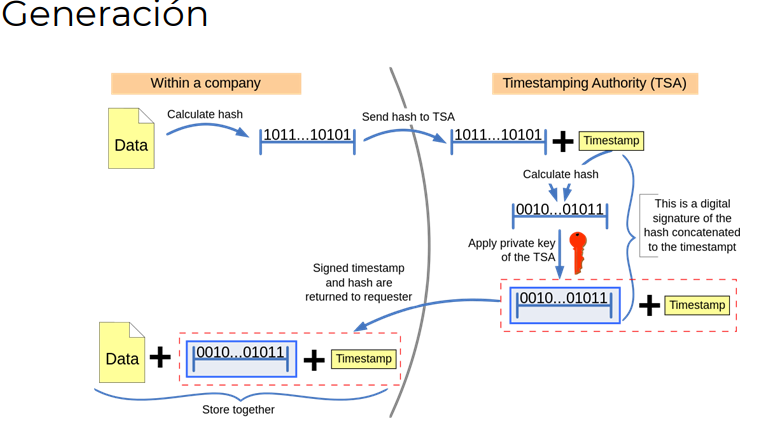 Generación
Within a company
Timestamping Authority (TSA)
Data
Calculate hash
1011...10101
Send hash to TSA
1011...10101
+
Timestamp
Calculate hash
0010...01011
This is a digital
signature of the
hash concatenated
to the timestampt
Apply private key
of the TSA
Signed timestamp
and hash are
returned to requester
0010...01011
+
Timestamp
Data
+
0010...01011
+
Timestamp
Store together